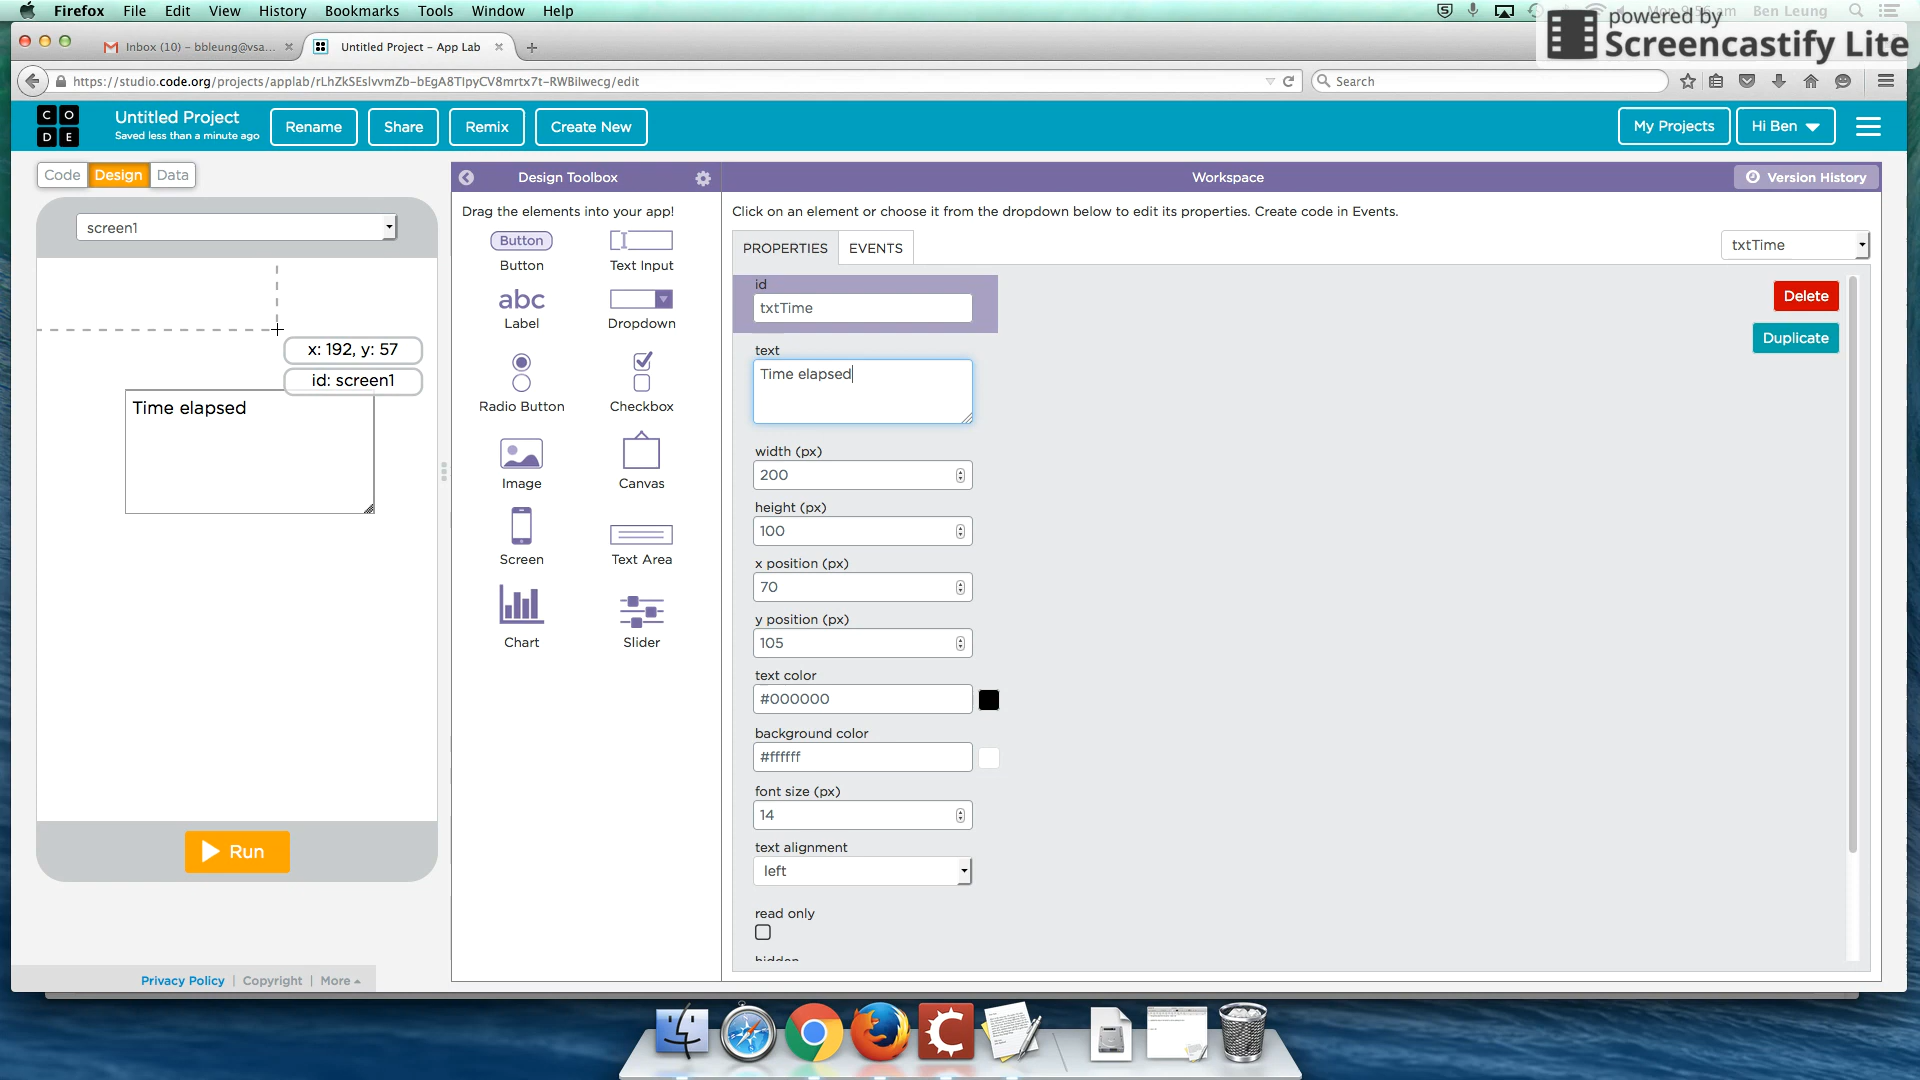 Firefox File Edit View History Bookmarks Tools Window Help Ben Leung
powered by
Screencastify Lite
Inbox (10) – bbleung@vsa...
Untitled Project – App Lab
https://studio.code.org/projects/applab/rLhZkSEslvvmZb-bEgA8TIpyCV8mrtx7t-RWBilwecg/edit
Search
C O
D E
Untitled Project
Saved less than a minute ago
Rename
Share
Remix
Create New
My Projects
Hi Ben
Code Design Data
Design Toolbox
Workspace
Version History
screen1
Drag the elements into your app!
Click on an element or choose it from the dropdown below to edit its properties. Create code in Events.
Button
Button
Text Input
abc
Label
Dropdown
Radio Button
Checkbox
Image
Canvas
Screen
Text Area
Chart
Slider
PROPERTIES
EVENTS
txtTime
x: 192, y: 57
id: screen1
Time elapsed
Run
id
txtTime
Delete
Duplicate
text
Time elapsed
width (px)
200
height (px)
100
x position (px)
70
y position (px)
105
text color
#000000
background color
#ffffff
font size (px)
14
text alignment
left
read only
hidden
Privacy Policy | Copyright | More